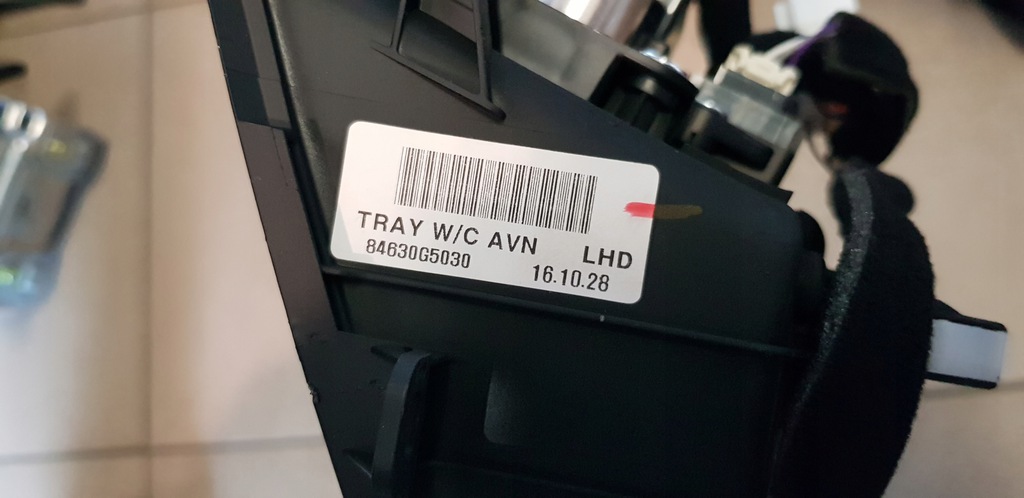 TRAY W/C AVN LHD
84630G5030 16.10.28